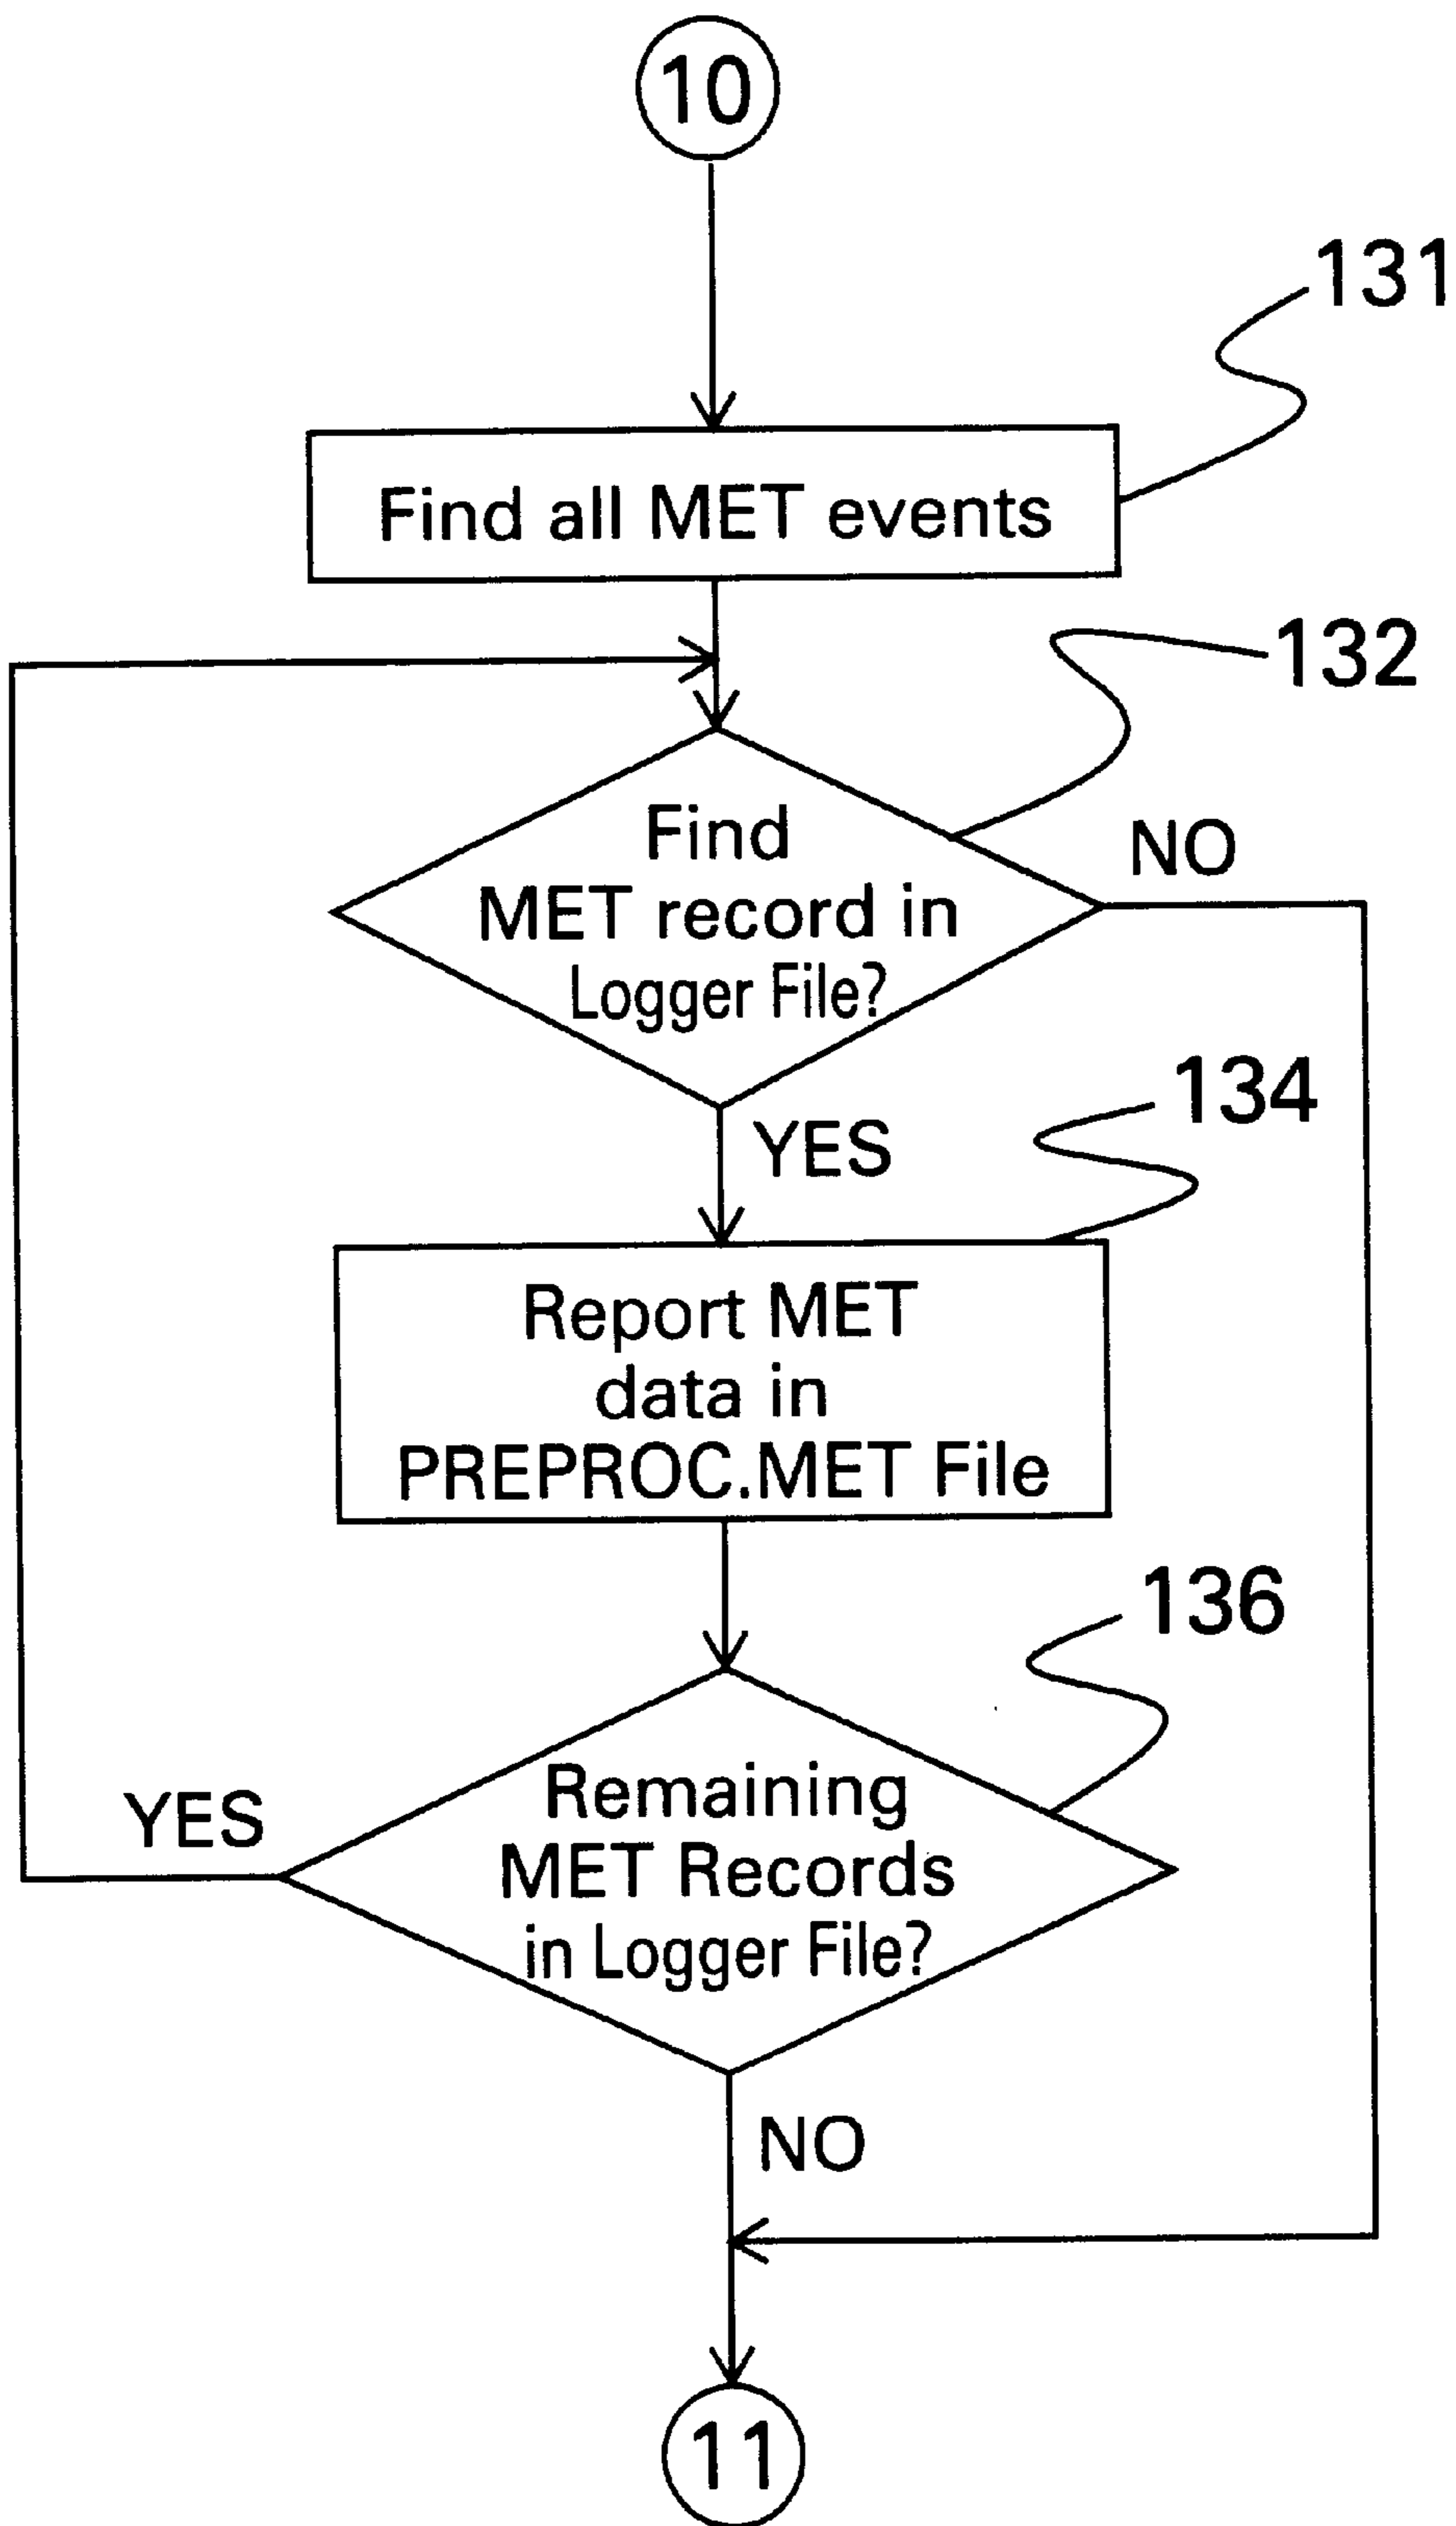 10
131
Find all MET events
132
Find
MET record in
Logger File?
NO
YES
134
Report MET
data in
PREPROC.MET File
136
Remaining
MET Records
in Logger File?
YES
NO
11